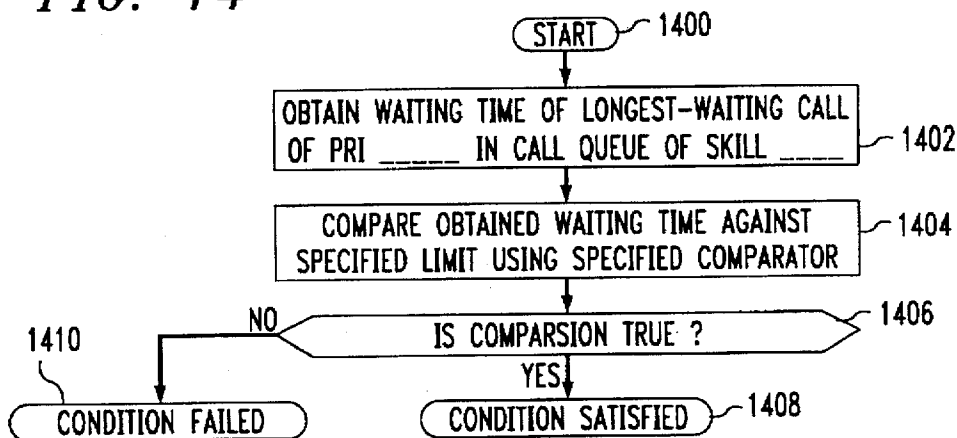 FIG. 14
START 1400
OBTAIN WAITING TIME OF LONGEST-WAITING CALL
OF PRI _____ IN CALL QUEUE OF SKILL ____
1402
COMPARE OBTAINED WAITING TIME AGAINST
SPECIFIED LIMIT USING SPECIFIED COMPARATOR
1404
NO
IS COMPARSION TRUE ?
1406
1410
YES
CONDITION FAILED
CONDITION SATISFIED
1408